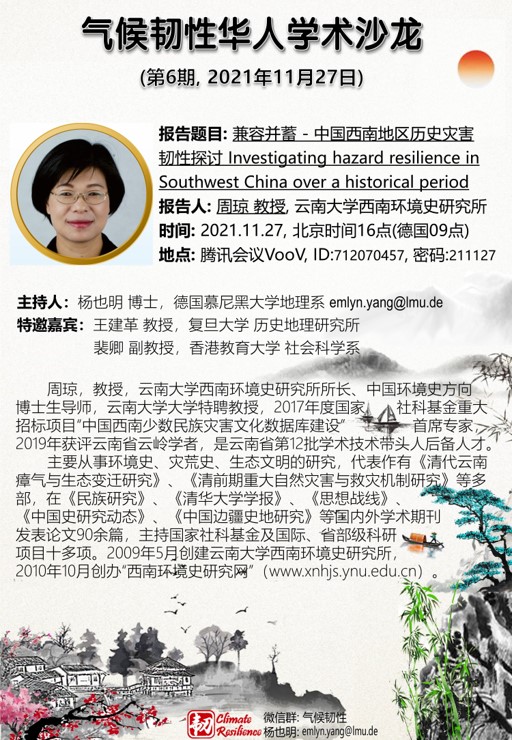 气候韧性华人学术沙龙
(第6期, 2021年11月27日)
报告题目: 兼容并蓄 - 中国西南地区历史灾害
韧性探讨 Investigating hazard resilience in
Southwest China over a historical period
报告人: 周琼 教授, 云南大学西南环境史研究所
时间: 2021.11.27, 北京时间16点(德国09点)
地点: 腾讯会议VooV, ID:712070457, 密码:211127
主持人：杨也明 博士，德国慕尼黑大学地理系 emlyn.yang@lmu.de
特邀嘉宾：王建革 教授，复旦大学 历史地理研究所
裴卿 副教授，香港教育大学 社会科学系
周琼，教授，云南大学西南环境史研究所所长、中国环境史方向
博士生导师，云南大学大学特聘教授，2017年度国家社科基金重大
招标项目“中国西南少数民族灾害文化数据库建设”首席专家，
2019年获评云南省云岭学者，是云南省第12批学术技术带头人后备人才。
主要从事环境史、灾荒史、生态文明的研究，代表作有《清代云南
瘴气与生态变迁研究》、《清前期重大自然灾害与救灾机制研究》等多
部，在《民族研究》、《清华大学学报》、《思想战线》、
《中国史研究动态》、《中国边疆史地研究》等国内外学术期刊
发表论文90余篇，主持国家社科基金及国际、省部级科研
项目十多项。2009年5月创建云南大学西南环境史研究所，
2010年10月创办“西南环境史研究网”（www.xnhjs.ynu.edu.cn）。
韧 Climate
Resilience
微信群: 气候韧性
杨也明: emlyn.yang@lmu.de